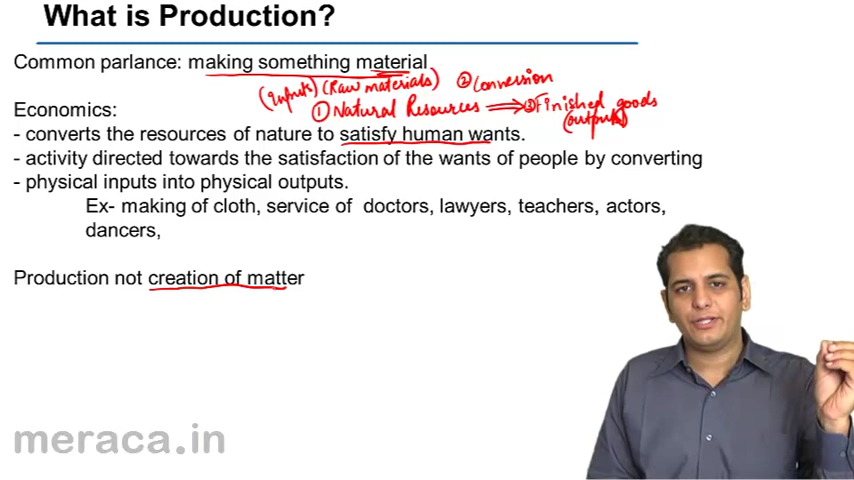 What is Production?
Common parlance: making something material
(Inputs) (Raw materials) ② Conversion
Economics:
① Natural Resources ⇒ ③ Finished goods
(outputs)
- converts the resources of nature to satisfy human wants.
- activity directed towards the satisfaction of the wants of people by converting
- physical inputs into physical outputs.
Ex- making of cloth, service of doctors, lawyers, teachers, actors,
dancers,
Production not creation of matter
meraca.in